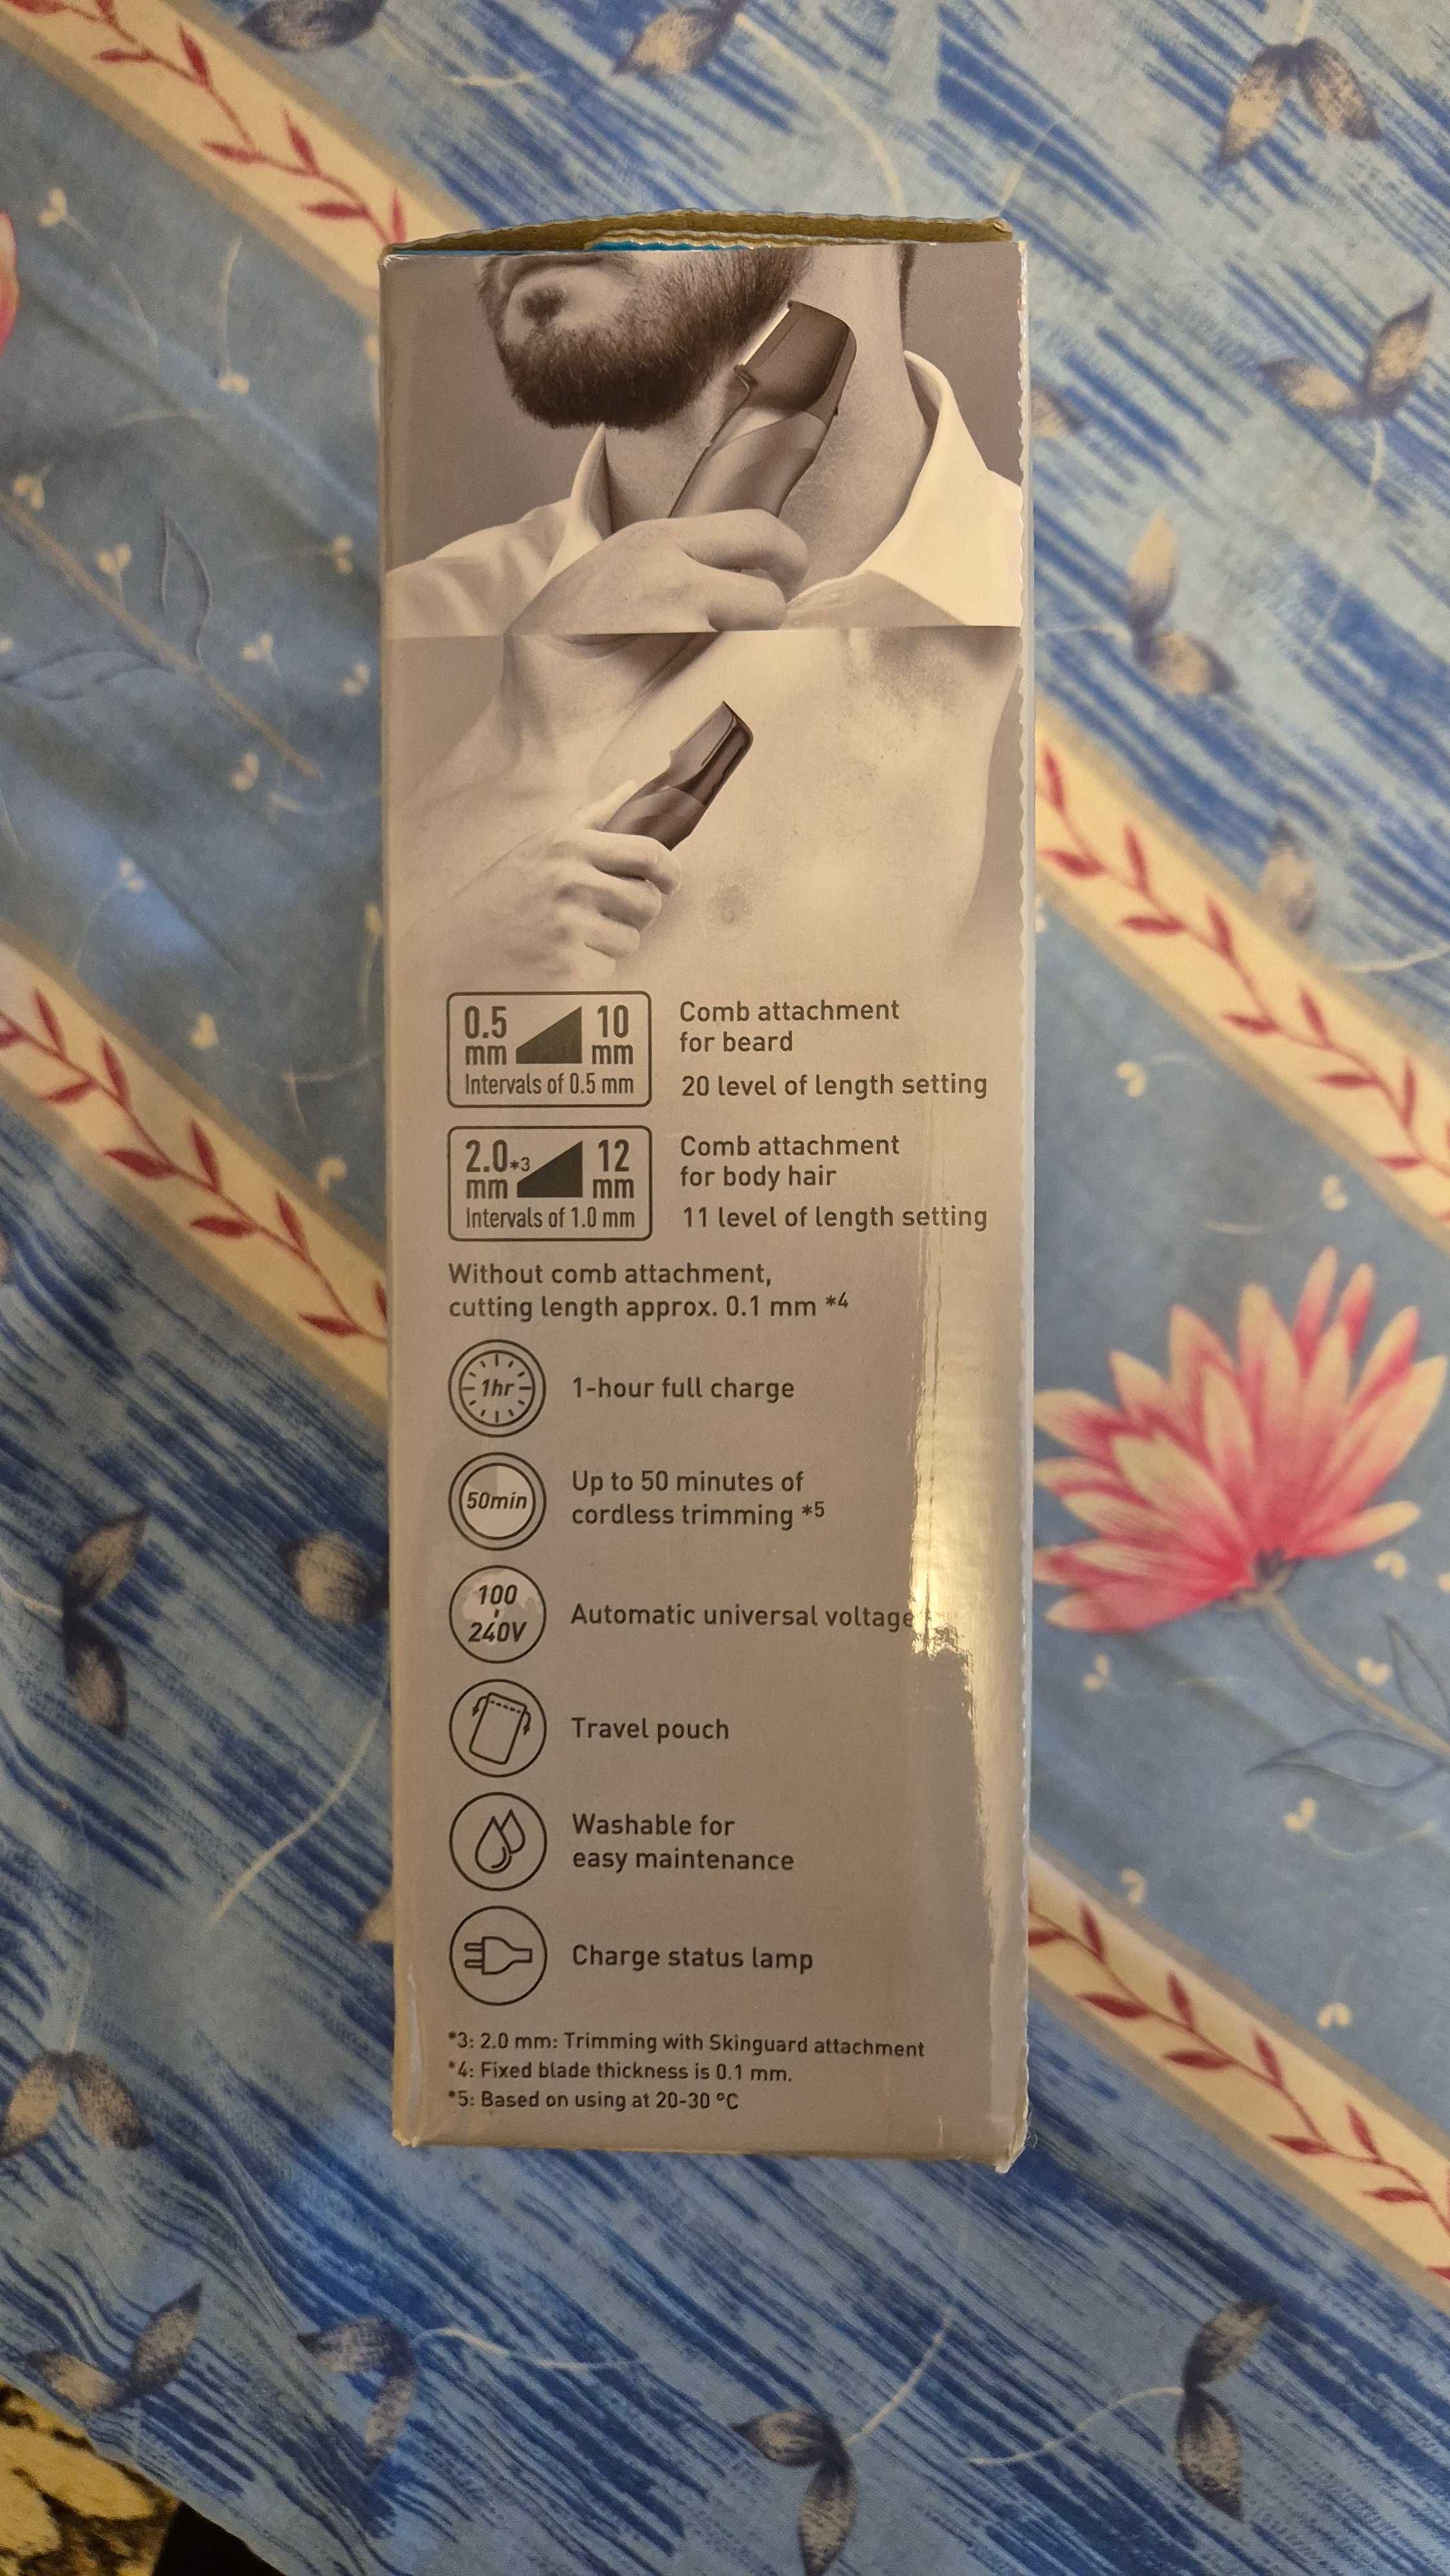 0.5 mm 10 mm
Intervals of 0.5 mm
Comb attachment
for beard
20 level of length setting
2.0*3 mm 12 mm
Intervals of 1.0 mm
Comb attachment
for body hair
11 level of length setting
Without comb attachment,
cutting length approx. 0.1 mm *4
1hr
1-hour full charge
50min
Up to 50 minutes of
cordless trimming *5
100
-
240V
Automatic universal voltage
Travel pouch
Washable for
easy maintenance
Charge status lamp
*3: 2.0 mm: Trimming with Skinguard attachment
*4: Fixed blade thickness is 0.1 mm.
*5: Based on using at 20-30 °C